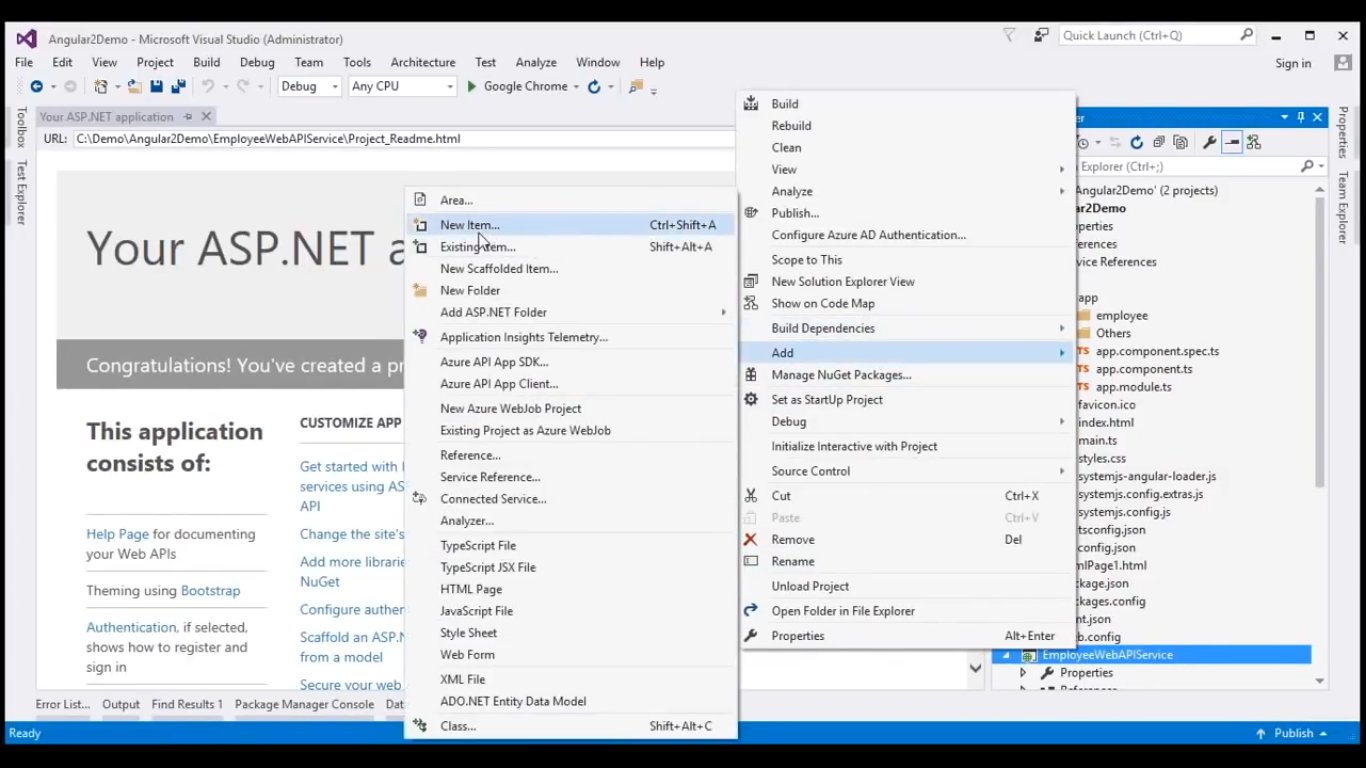 Angular2Demo - Microsoft Visual Studio (Administrator)
Quick Launch (Ctrl+Q)
File Edit View Project Build Debug Team Tools Architecture Test Analyze Window Help
Sign in
Debug Any CPU Google Chrome
Your ASP.NET application
URL: C:\Demo\Angular2Demo\EmployeeWebAPIService\Project_Readme.html
Toolbox
Test Explorer
Your ASP.NET a
Congratulations! You've created a pr
This application
consists of:
Help Page for documenting
your Web APIs
Theming using Bootstrap
Authentication, if selected,
shows how to register and
sign in
CUSTOMIZE APP
Get started with
services using AS
API
Change the site's
Add more librarie
NuGet
Configure auther
Scaffold an ASP.N
from a model
Secure your web
Area...
New Item... Ctrl+Shift+A
Existing Item... Shift+Alt+A
New Scaffolded Item...
New Folder
Add ASP.NET Folder
Application Insights Telemetry...
Azure API App SDK...
Azure API App Client...
New Azure WebJob Project
Existing Project as Azure WebJob
Reference...
Service Reference...
Connected Service...
Analyzer...
TypeScript File
TypeScript JSX File
HTML Page
JavaScript File
Style Sheet
Web Form
XML File
ADO.NET Entity Data Model
Class... Shift+Alt+C
Build
Rebuild
Clean
View
Analyze
Publish...
Configure Azure AD Authentication...
Scope to This
New Solution Explorer View
Show on Code Map
Build Dependencies
Add
Manage NuGet Packages...
Set as StartUp Project
Debug
Initialize Interactive with Project
Source Control
Cut Ctrl+X
Paste Ctrl+V
Remove Del
Rename
Unload Project
Open Folder in File Explorer
Properties Alt+Enter
er
Explorer (Ctrl+;)
Angular2Demo' (2 projects)
ar2Demo
perties
erences
vice References
app
employee
Others
TS app.component.spec.ts
TS app.component.ts
TS app.module.ts
favicon.ico
index.html
main.ts
styles.css
systemjs-angular-loader.js
systemjs.config.extras.js
systemjs.config.js
tsconfig.json
config.json
mlPage1.html
ckage.json
ckages.config
nt.json
b.config
EmployeeWebAPIService
Properties
Properties
Team Explorer
Error List... Output Find Results 1 Package Manager Console Dat
Ready
Publish